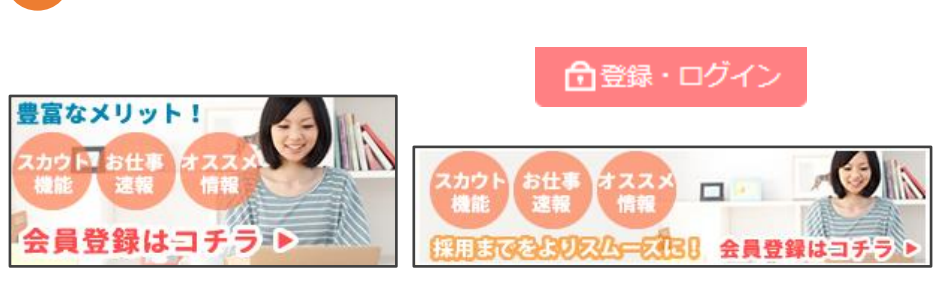 登録・ログイン
豊富なメリット！
スカウト機能
お仕事速報
オススメ情報
会員登録はコチラ ▶
スカウト機能
お仕事速報
オススメ情報
採用までをよりスムーズに！
会員登録はコチラ ▶